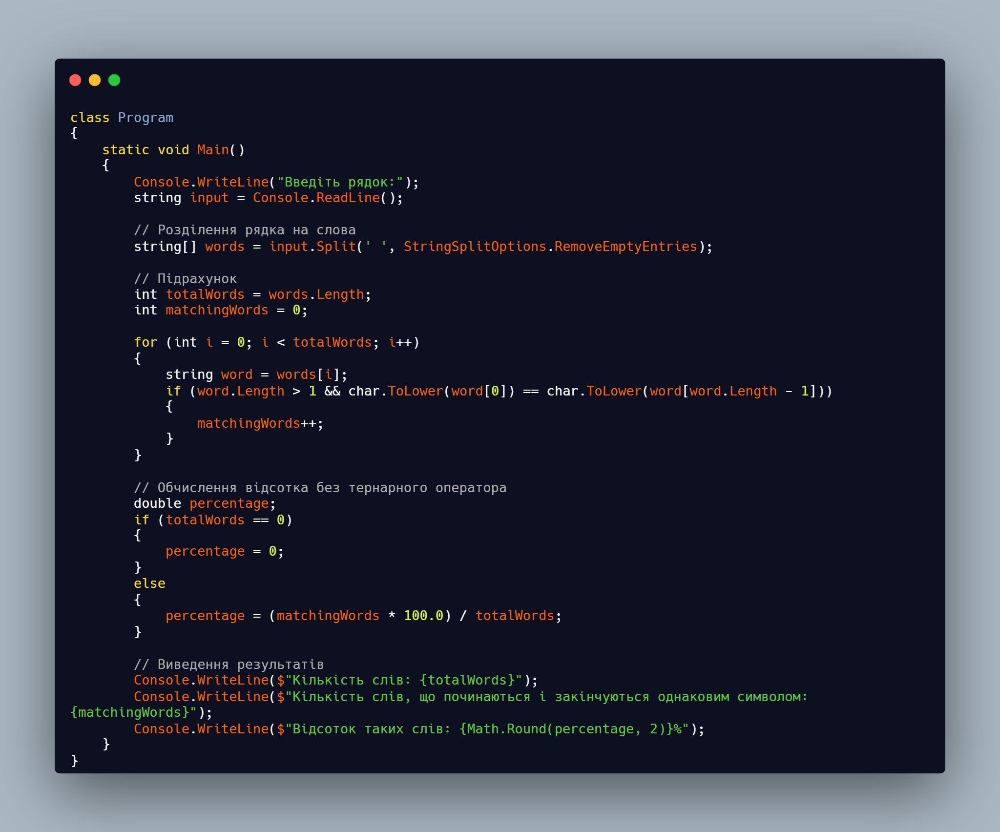 class Program
{
    static void Main()
    {
        Console.WriteLine("Введіть рядок:");
        string input = Console.ReadLine();

        // Розділення рядка на слова
        string[] words = input.Split(' ', StringSplitOptions.RemoveEmptyEntries);

        // Підрахунок
        int totalWords = words.Length;
        int matchingWords = 0;

        for (int i = 0; i < totalWords; i++)
        {
            string word = words[i];
            if (word.Length > 1 && char.ToLower(word[0]) == char.ToLower(word[word.Length - 1]))
            {
                matchingWords++;
            }
        }

        // Обчислення відсотка без тернарного оператора
        double percentage;
        if (totalWords == 0)
        {
            percentage = 0;
        }
        else
        {
            percentage = (matchingWords * 100.0) / totalWords;
        }

        // Виведення результатів
        Console.WriteLine($"Кількість слів: {totalWords}");
        Console.WriteLine($"Кількість слів, що починаються і закінчуються однаковим символом:
{matchingWords}");
        Console.WriteLine($"Відсоток таких слів: {Math.Round(percentage, 2)}%");
    }
}